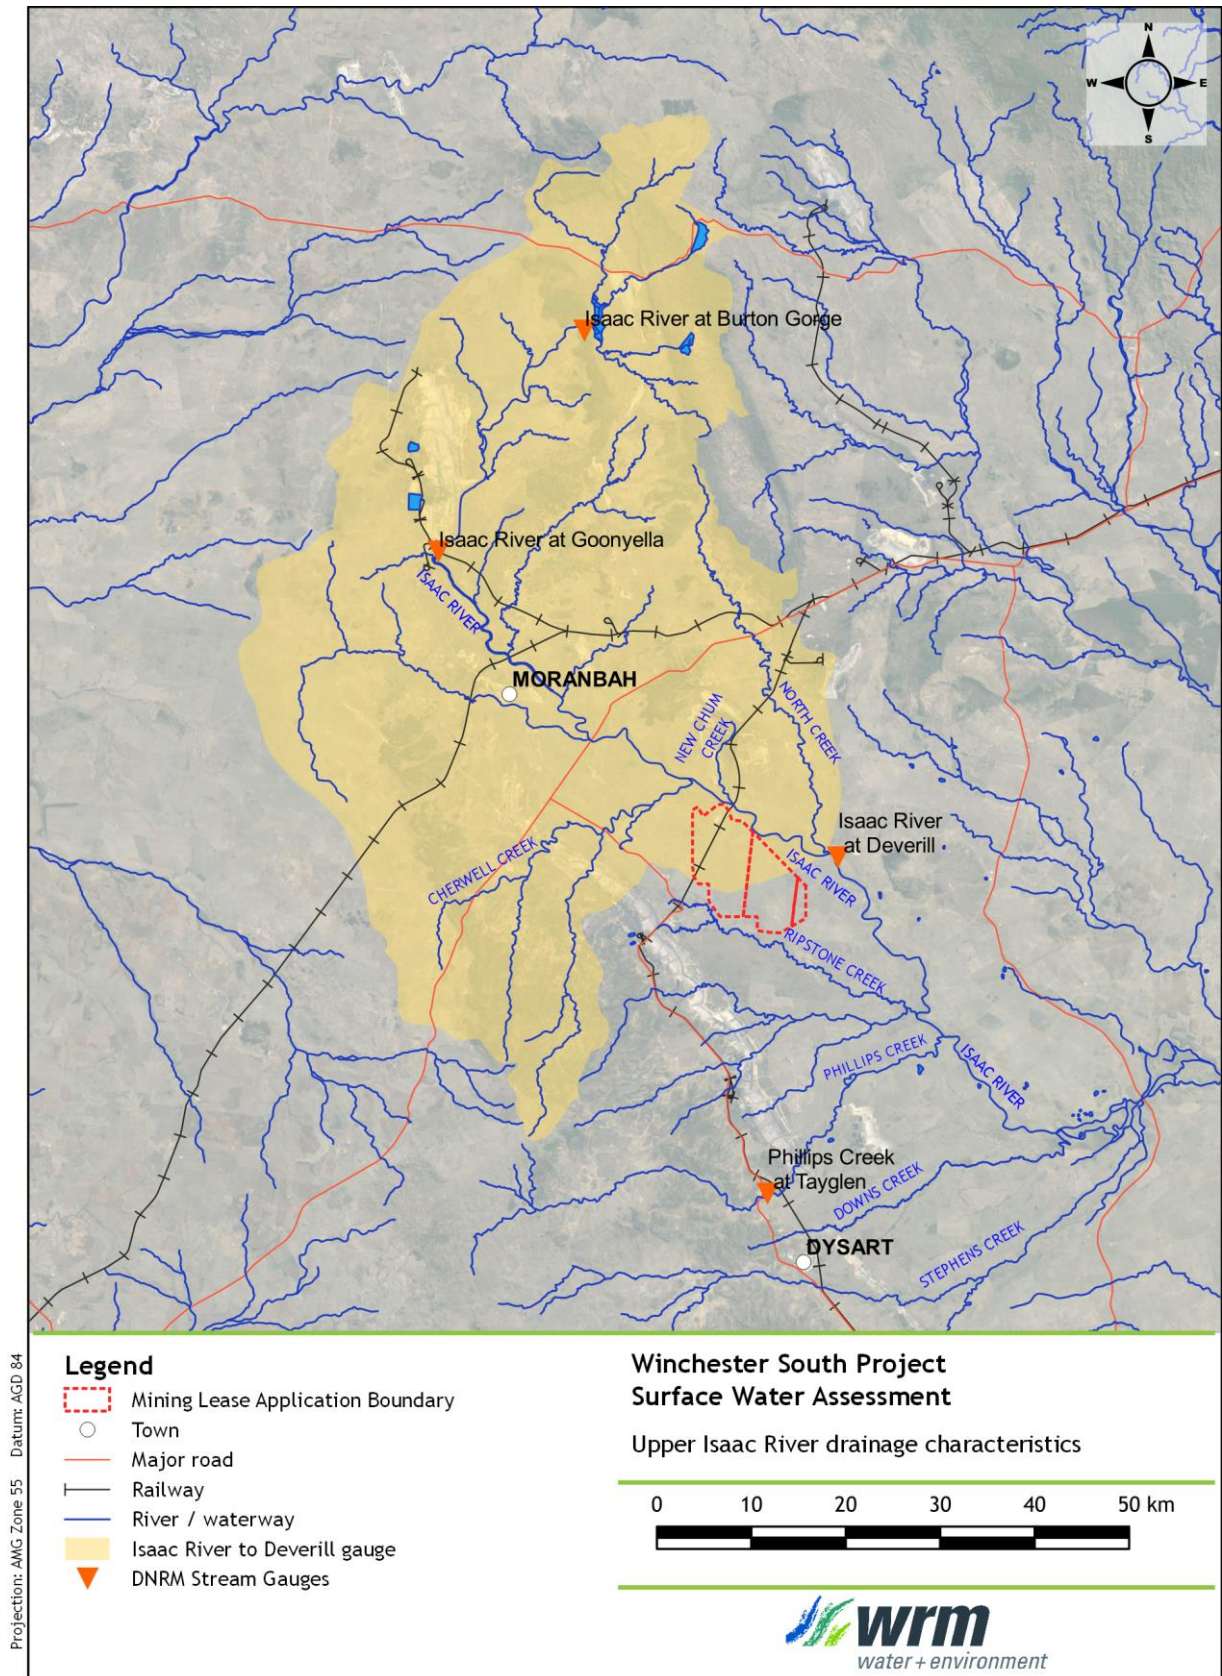 N
W
E
S
Isaac River at Burton Gorge
Isaac River at Goonyella
ISAAC RIVER
MORANBAH
NEW CHUM
CREEK
NORTH CREEK
Isaac River
at Deverill
CHERWELL CREEK
ISAAC RIVER
RIPSTONE CREEK
PHILLIPS CREEK
ISAAC RIVER
Phillips Creek
at Tayglen
DOWNS CREEK
DYSART
STEPHENS CREEK
Projection: AMG Zone 55 Datum: AGD 84
Legend
Mining Lease Application Boundary
Town
Major road
Railway
River / waterway
Isaac River to Deverill gauge
DNRM Stream Gauges
Winchester South Project
Surface Water Assessment
Upper Isaac River drainage characteristics
0 10 20 30 40 50 km
wrm
water + environment